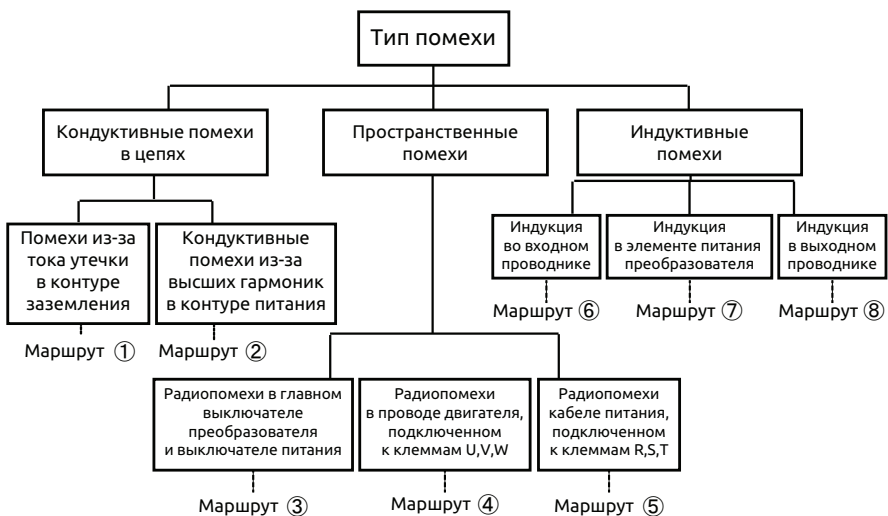 Тип помехи
Кондуктивные помехи
в цепях
Пространственные
помехи
Индуктивные
помехи
Помехи из-за
тока утечки
в контуре
заземления
Кондуктивные
помехи из-за
высших гармоник
в контуре питания
Индукция
во входном
проводнике
Индукция
в элементе питания
преобразователя
Индукция
в выходном
проводнике
Маршрут ①
Маршрут ②
Маршрут ⑥
Маршрут ⑦
Маршрут ⑧
Радиопомехи в главном
выключателе
преобразователя
и выключателе питания
Радиопомехи
в проводе двигателя,
подключенном
к клеммам U,V,W
Радиопомехи
кабеле питания,
подключенном
к клеммам R,S,T
Маршрут ③
Маршрут ④
Маршрут ⑤